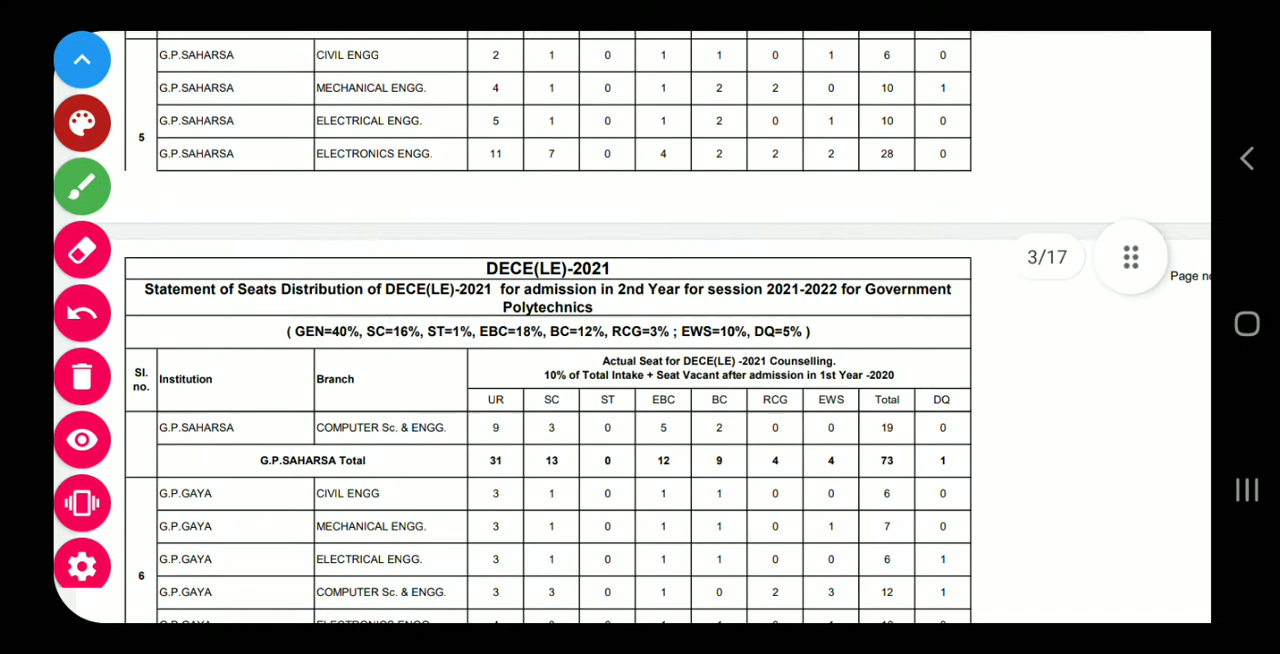 G.P.SAHARSA CIVIL ENGG 2 1 0 1 1 0 1 6 0
G.P.SAHARSA MECHANICAL ENGG. 4 1 0 1 2 2 0 10 1
G.P.SAHARSA ELECTRICAL ENGG. 5 1 0 1 2 0 1 10 0
5
G.P.SAHARSA ELECTRONICS ENGG. 11 7 0 4 2 2 2 28 0
3/17
Page
DECE(LE)-2021
Statement of Seats Distribution of DECE(LE)-2021 for admission in 2nd Year for session 2021-2022 for Government
Polytechnics
( GEN=40%, SC=16%, ST=1%, EBC=18%, BC=12%, RCG=3% ; EWS=10%, DQ=5% )
Sl. no. Institution Branch Actual Seat for DECE(LE) -2021 Counselling.
10% of Total Intake + Seat Vacant after admission in 1st Year -2020
UR SC ST EBC BC RCG EWS Total DQ
G.P.SAHARSA COMPUTER Sc. & ENGG. 9 3 0 5 2 0 0 19 0
G.P.SAHARSA Total 31 13 0 12 9 4 4 73 1
G.P.GAYA CIVIL ENGG 3 1 0 1 1 0 0 6 0
G.P.GAYA MECHANICAL ENGG. 3 1 0 1 1 0 1 7 0
G.P.GAYA ELECTRICAL ENGG. 3 1 0 1 1 0 0 6 1
6
G.P.GAYA COMPUTER Sc. & ENGG. 3 3 0 1 0 2 3 12 1